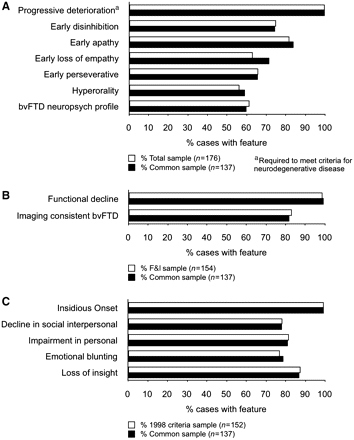 A
Progressive deterioration^a
Early disinhibition
Early apathy
Early loss of empathy
Early perseverative
Hyperorality
bvFTD neuropsych profile
0 10 20 30 40 50 60 70 80 90 100
% cases with feature
% Total sample (n=176)
% Common sample (n=137)
^aRequired to meet criteria for
neurodegenerative disease
B
Functional decline
Imaging consistent bvFTD
0 10 20 30 40 50 60 70 80 90 100
% cases with feature
% F&I sample (n=154)
% Common sample (n=137)
C
Insidious Onset
Decline in social interpersonal
Impairment in personal
Emotional blunting
Loss of insight
0 10 20 30 40 50 60 70 80 90 100
% cases with feature
% 1998 criteria sample (n=152)
% Common sample (n=137)